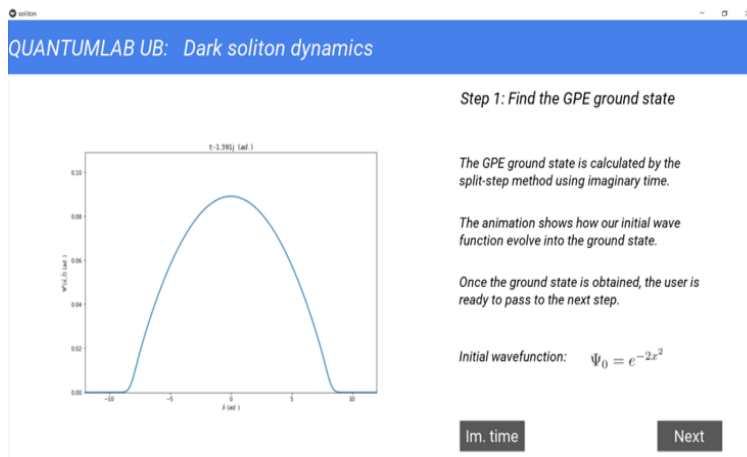 soliton
QUANTUMLAB UB: Dark soliton dynamics
Step 1: Find the GPE ground state
t-1.391j (ad.)
The GPE ground state is calculated by the
split-step method using imaginary time.
The animation shows how our initial wave
function evolve into the ground state.
Once the ground state is obtained, the user is
ready to pass to the next step.
Initial wavefunction: Ψ₀ = e^{-2x²}
0.10
0.08
0.06
0.04
0.02
0.00
-10 -5 0 5 10
(ad.)
Im. time
Next